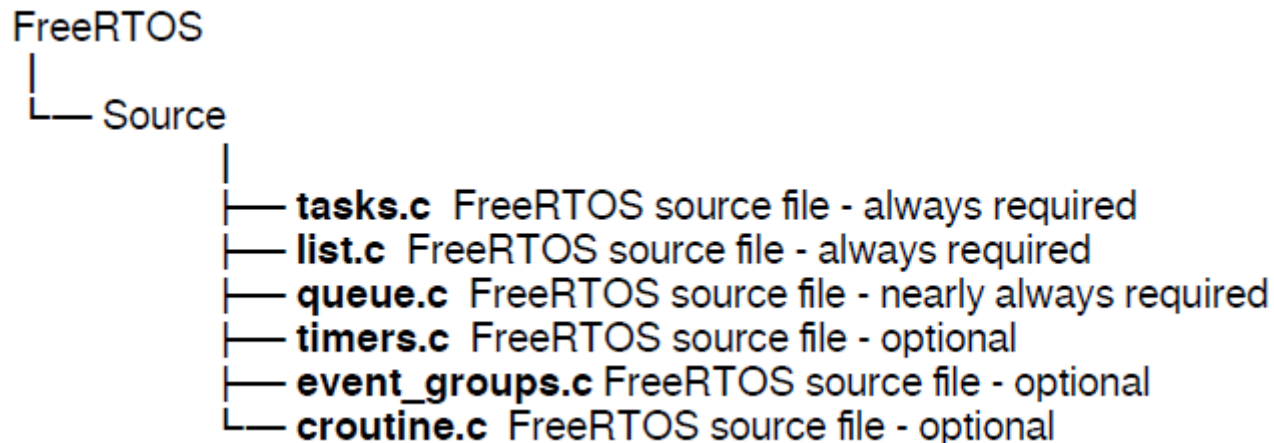 FreeRTOS
Source
tasks.c FreeRTOS source file - always required
list.c FreeRTOS source file - always required
queue.c FreeRTOS source file - nearly always required
timers.c FreeRTOS source file - optional
event_groups.c FreeRTOS source file - optional
croutine.c FreeRTOS source file - optional